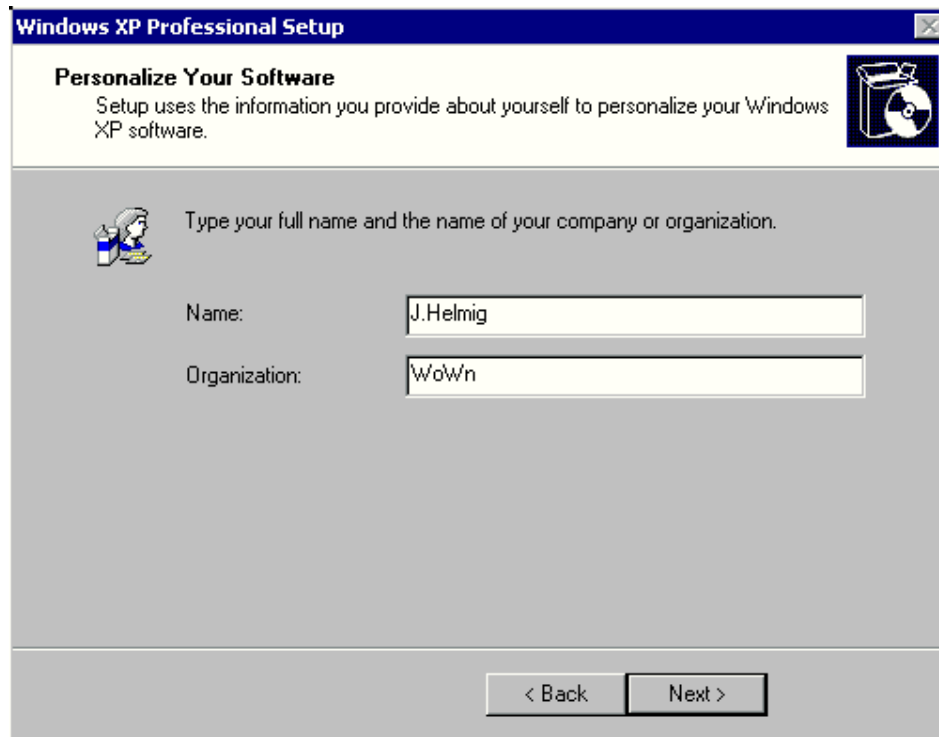 Windows XP Professional Setup
Personalize Your Software
Setup uses the information you provide about yourself to personalize your Windows
XP software.
Type your full name and the name of your company or organization.
Name:
J.Helmig
Organization:
WoWn
< Back
Next >